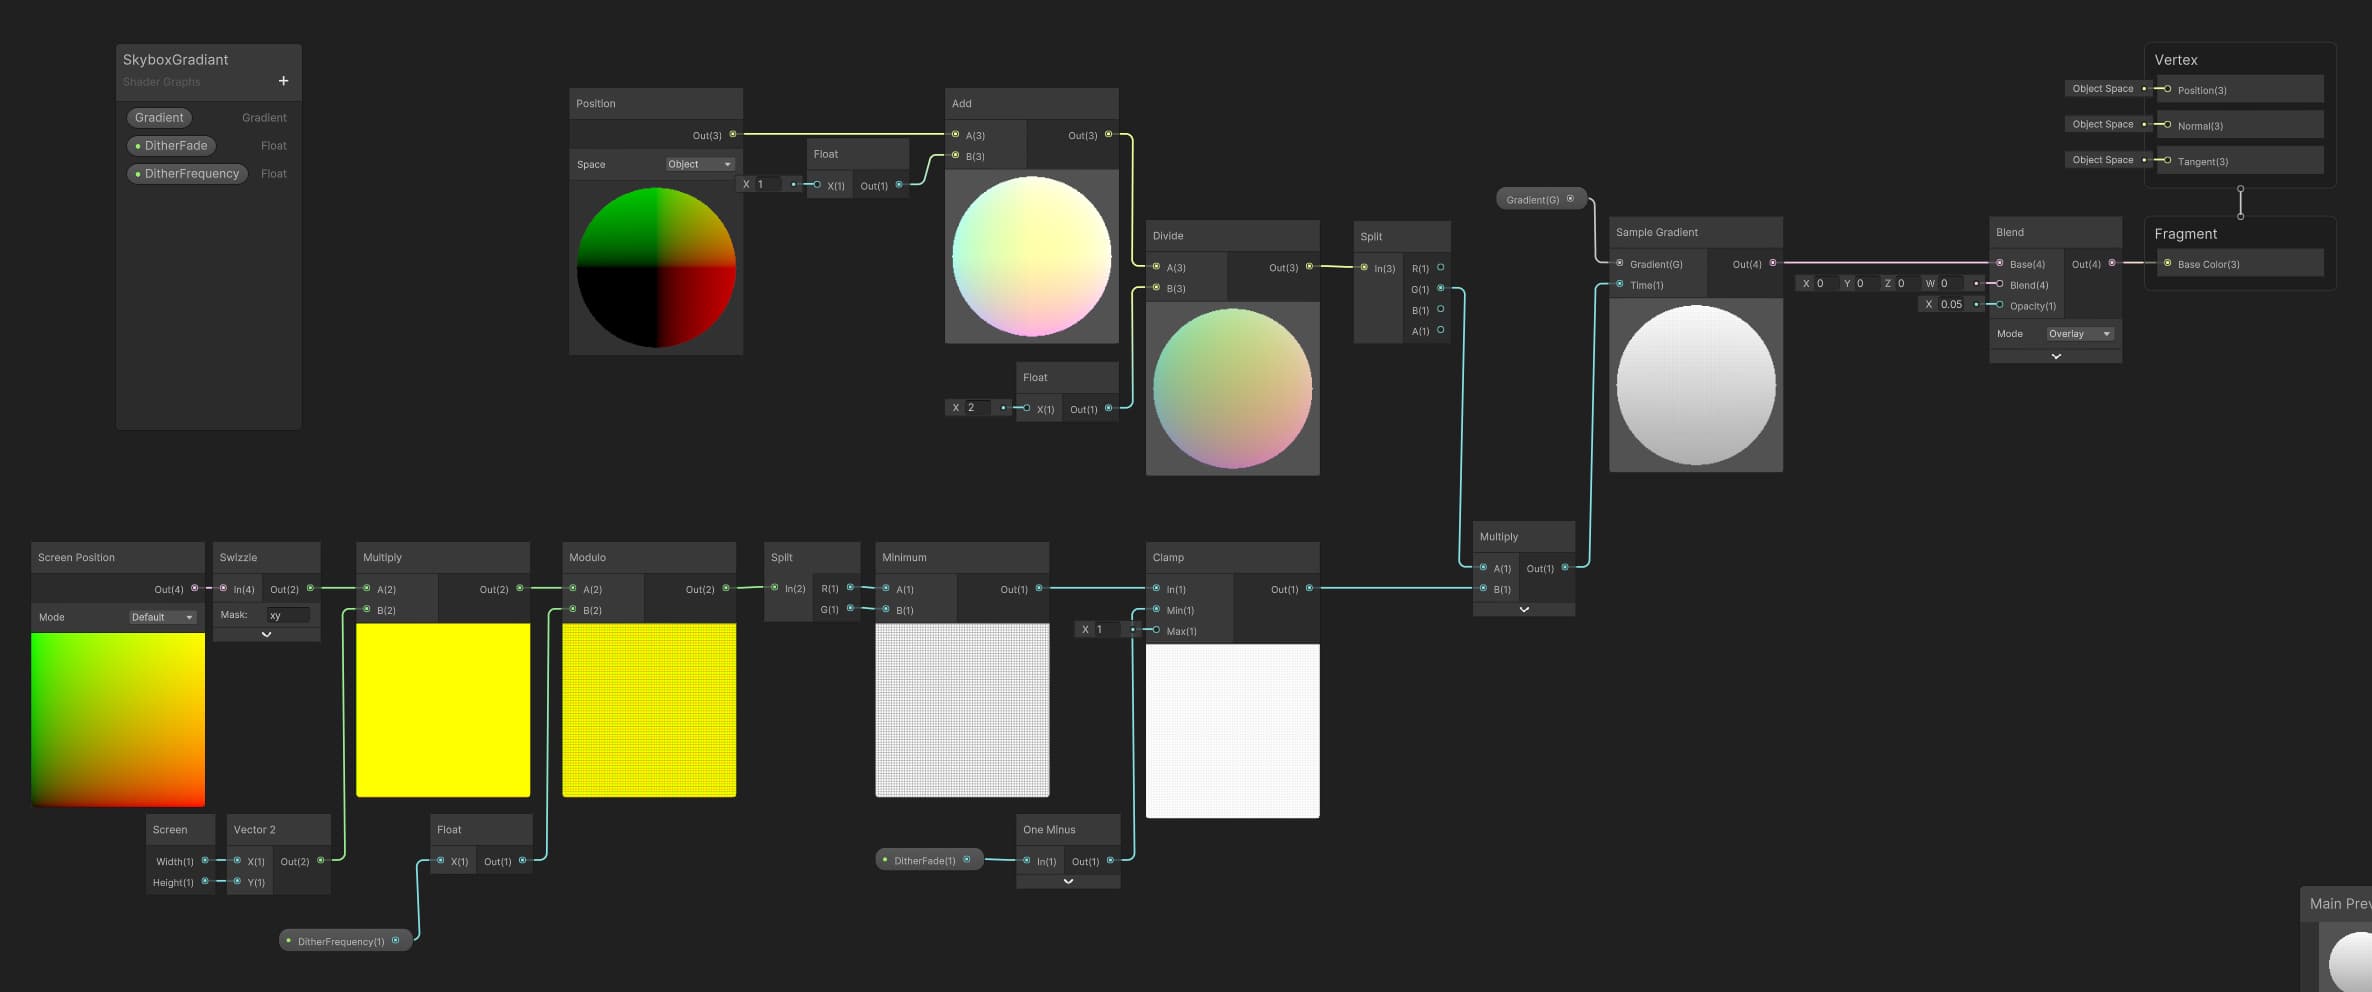 SkyboxGradiant
Shader Graphs
+
Gradient Gradient
DitherFade Float
DitherFrequency Float
Position
Out(3)
Space Object
X 1
Float
X(1) Out(1)
Add
A(3) Out(3)
B(3)
X 2
Float
X(1) Out(1)
Divide
A(3) Out(3)
B(3)
Split
In(3) R(1)
G(1)
B(1)
A(1)
Gradient(G)
Sample Gradient
Gradient(G) Out(4)
Time(1)
X 0 Y 0 Z 0 W 0
X 0.05
Blend
Base(4) Out(4)
Blend(4)
Opacity(1)
Mode Overlay
Vertex
Object Space Position(3)
Object Space Normal(3)
Object Space Tangent(3)
Fragment
Base Color(3)
Screen Position
Out(4)
Mode Default
Swizzle
In(4) Out(2)
Mask: xy
Multiply
A(2) Out(2)
B(2)
Modulo
A(2) Out(2)
B(2)
Split
In(2) R(1)
G(1)
Minimum
A(1) Out(1)
B(1)
X 1
Clamp
In(1) Out(1)
Min(1)
Max(1)
Multiply
A(1) Out(1)
B(1)
Screen
Width(1)
Height(1)
Vector 2
X(1) Out(2)
Y(1)
Float
X(1) Out(1)
DitherFrequency(1)
DitherFade(1)
One Minus
In(1) Out(1)
Main Prev